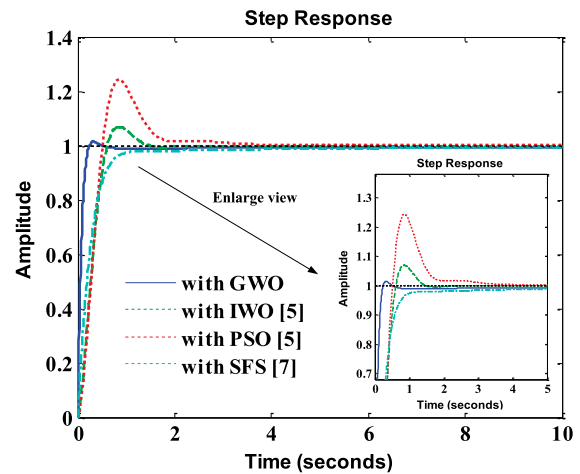 Step Response
1.4
1.2
1
0.8
0.6
0.4
0.2
0
Amplitude
0 2 4 6 8 10
Time (seconds)
Enlarge view
with GWO
with IWO [5]
with PSO [5]
with SFS [7]
Step Response
1.3
1.2
1.1
1
0.9
0.8
0.7
Amplitude
0 1 2 3 4 5
Time (seconds)